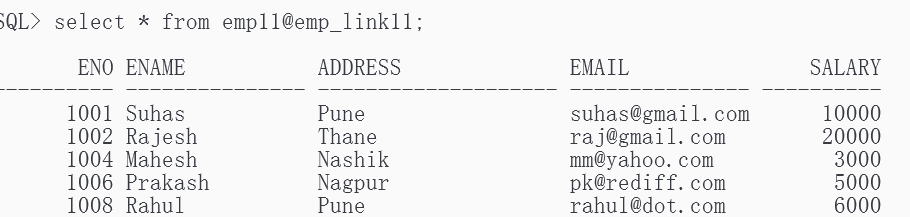 SQL> select * from emp11@emp_link11;
ENO ENAME ADDRESS EMAIL SALARY
---------- --------------- -------------------- --------------- ----------
1001 Suhas Pune suhas@gmail.com 10000
1002 Rajesh Thane raj@gmail.com 20000
1004 Mahesh Nashik mm@yahoo.com 3000
1006 Prakash Nagpur pk@rediff.com 5000
1008 Rahul Pune rahul@dot.com 6000